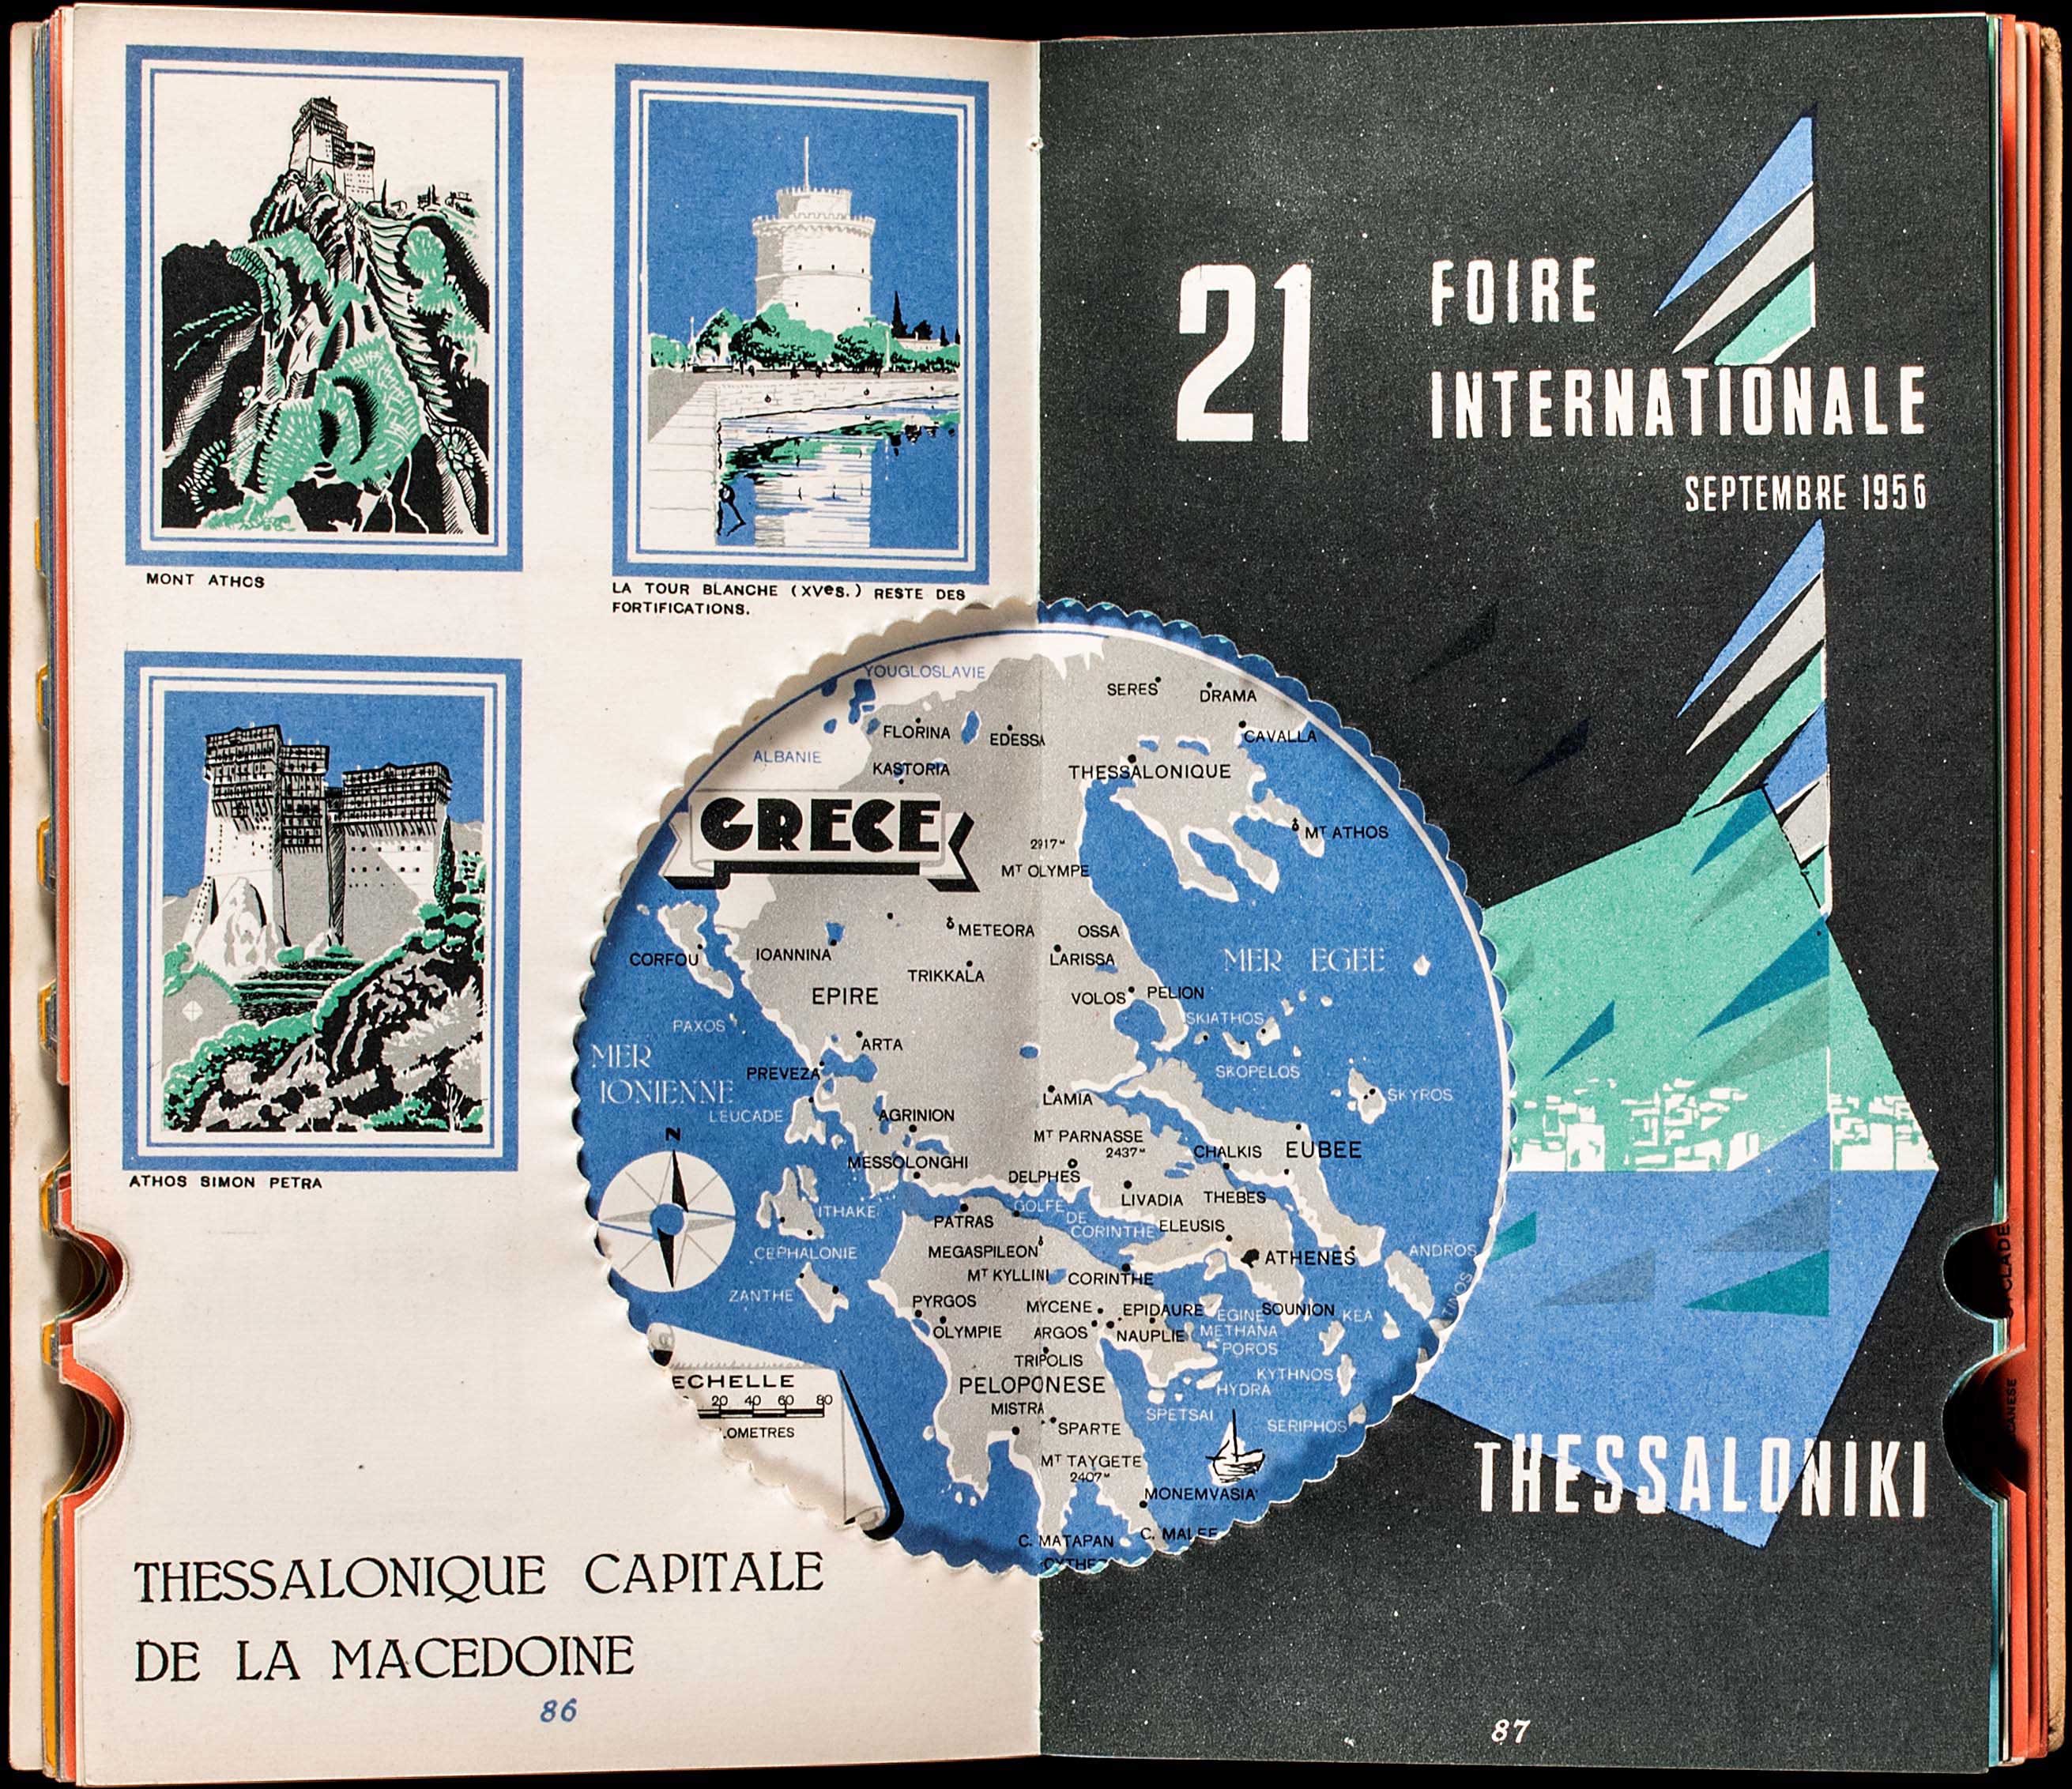 MONT ATHOS
LA TOUR BLANCHE (XVes.) RESTE DES
FORTIFICATIONS.
ATHOS SIMON PETRA
THESSALONIQUE CAPITALE
DE LA MACEDOINE
86
YOUGLOSLAVIE
ALBANIE
FLORINA
EDESSA
KASTORIA
SERES
DRAMA
CAVALLA
THESSALONIQUE
GRECE
MT ATHOS
2917M
MT OLYMPE
METEORA
OSSA
CORFOU
IOANNINA
TRIKKALA
LARISSA
MER EGEE
EPIRE
VOLOS
PELION
PAXOS
SKIATHOS
ARTA
MER
IONIENNE
PREVEZA
SKOPELOS
LEUCADE
AGRINION
LAMIA
SKYROS
N
MT PARNASSE
2437M
CHALKIS
EUBEE
MESSOLONGHI
DELPHES
LIVADIA
THEBES
ITHAKE
PATRAS
GOLFE
DE
CORINTHE
ELEUSIS
CEPHALONIE
MEGASPILEON
ATHENES
ANDROS
MT KYLLINI
CORINTHE
TINOS
ZANTHE
PYRGOS
MYCENE
EPIDAURE
EGINE
SOUNION
KEA
OLYMPIE
ARGOS
NAUPLIE
METHANA
POROS
TRIPOLIS
KYTHNOS
PELOPONESE
HYDRA
ECHELLE
20 40 60 80
LOMETRES
MISTRA
SPARTE
SPETSAI
SERIPHOS
MT TAYGETE
2407M
MONEMVASIA
C. MATAPAN
C. MALEE
CYTHE
21
FOIRE
INTERNATIONALE
SEPTEMBRE 1956
THESSALONIKI
87